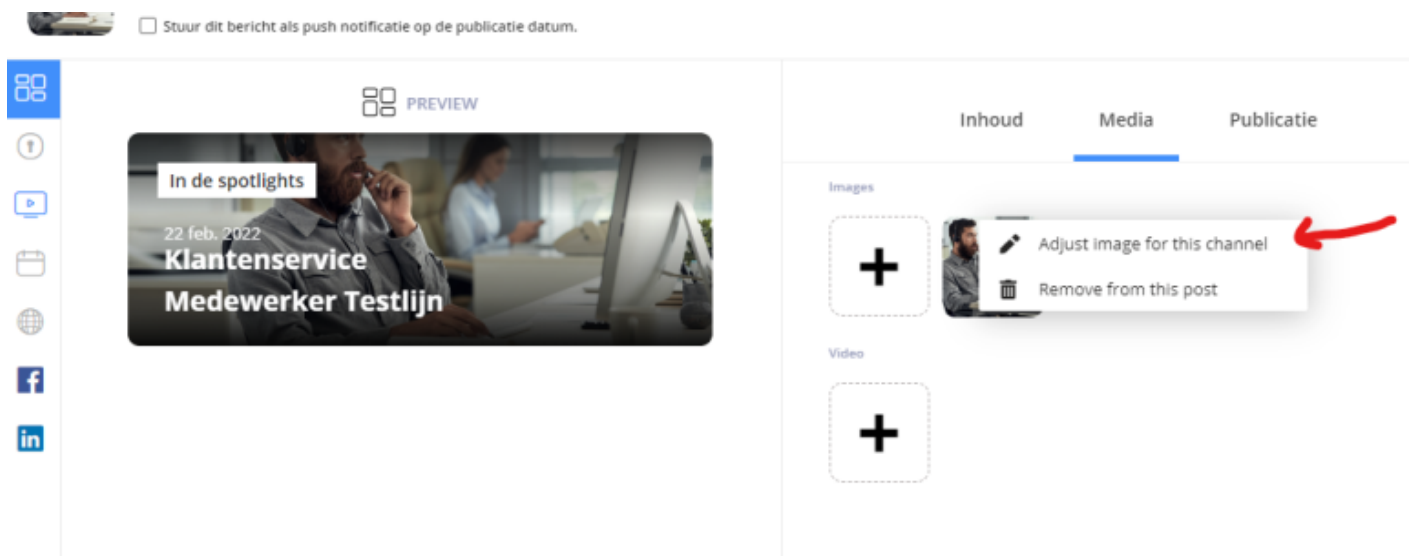 Stuur dit bericht als push notificatie op de publicatie datum.
PREVIEW
In de spotlights
22 feb. 2022
Klantenservice
Medewerker Testlijn
Inhoud Media Publicatie
Images
Adjust image for this channel
Remove from this post
Video
f
in